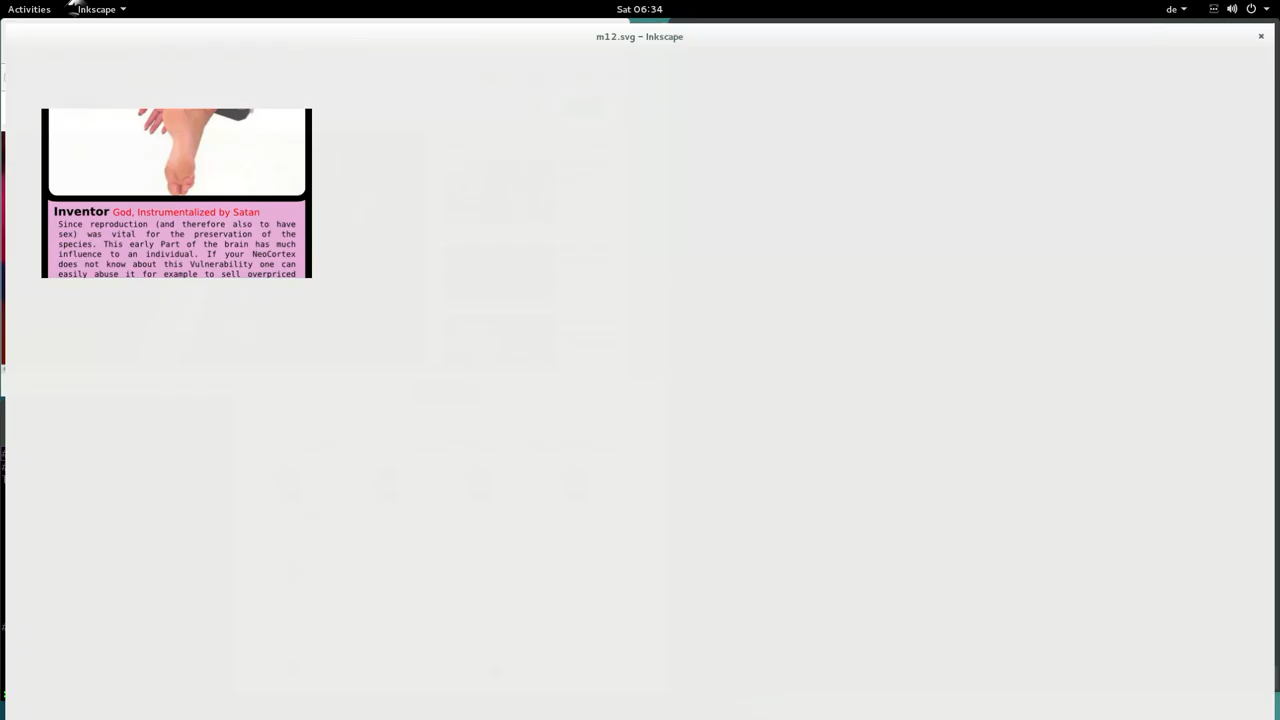 Activities Inkscape Sat 06:34 de
m12.svg - Inkscape
Inventor God, Instrumentalized by Satan
Since reproduction (and therefore also to have
sex) was vital for the preservation of the
species. This early Part of the brain has much
influence to an individual. If your NeoCortex
does not know about this Vulnerability one can
easily abuse it for example to sell overpriced